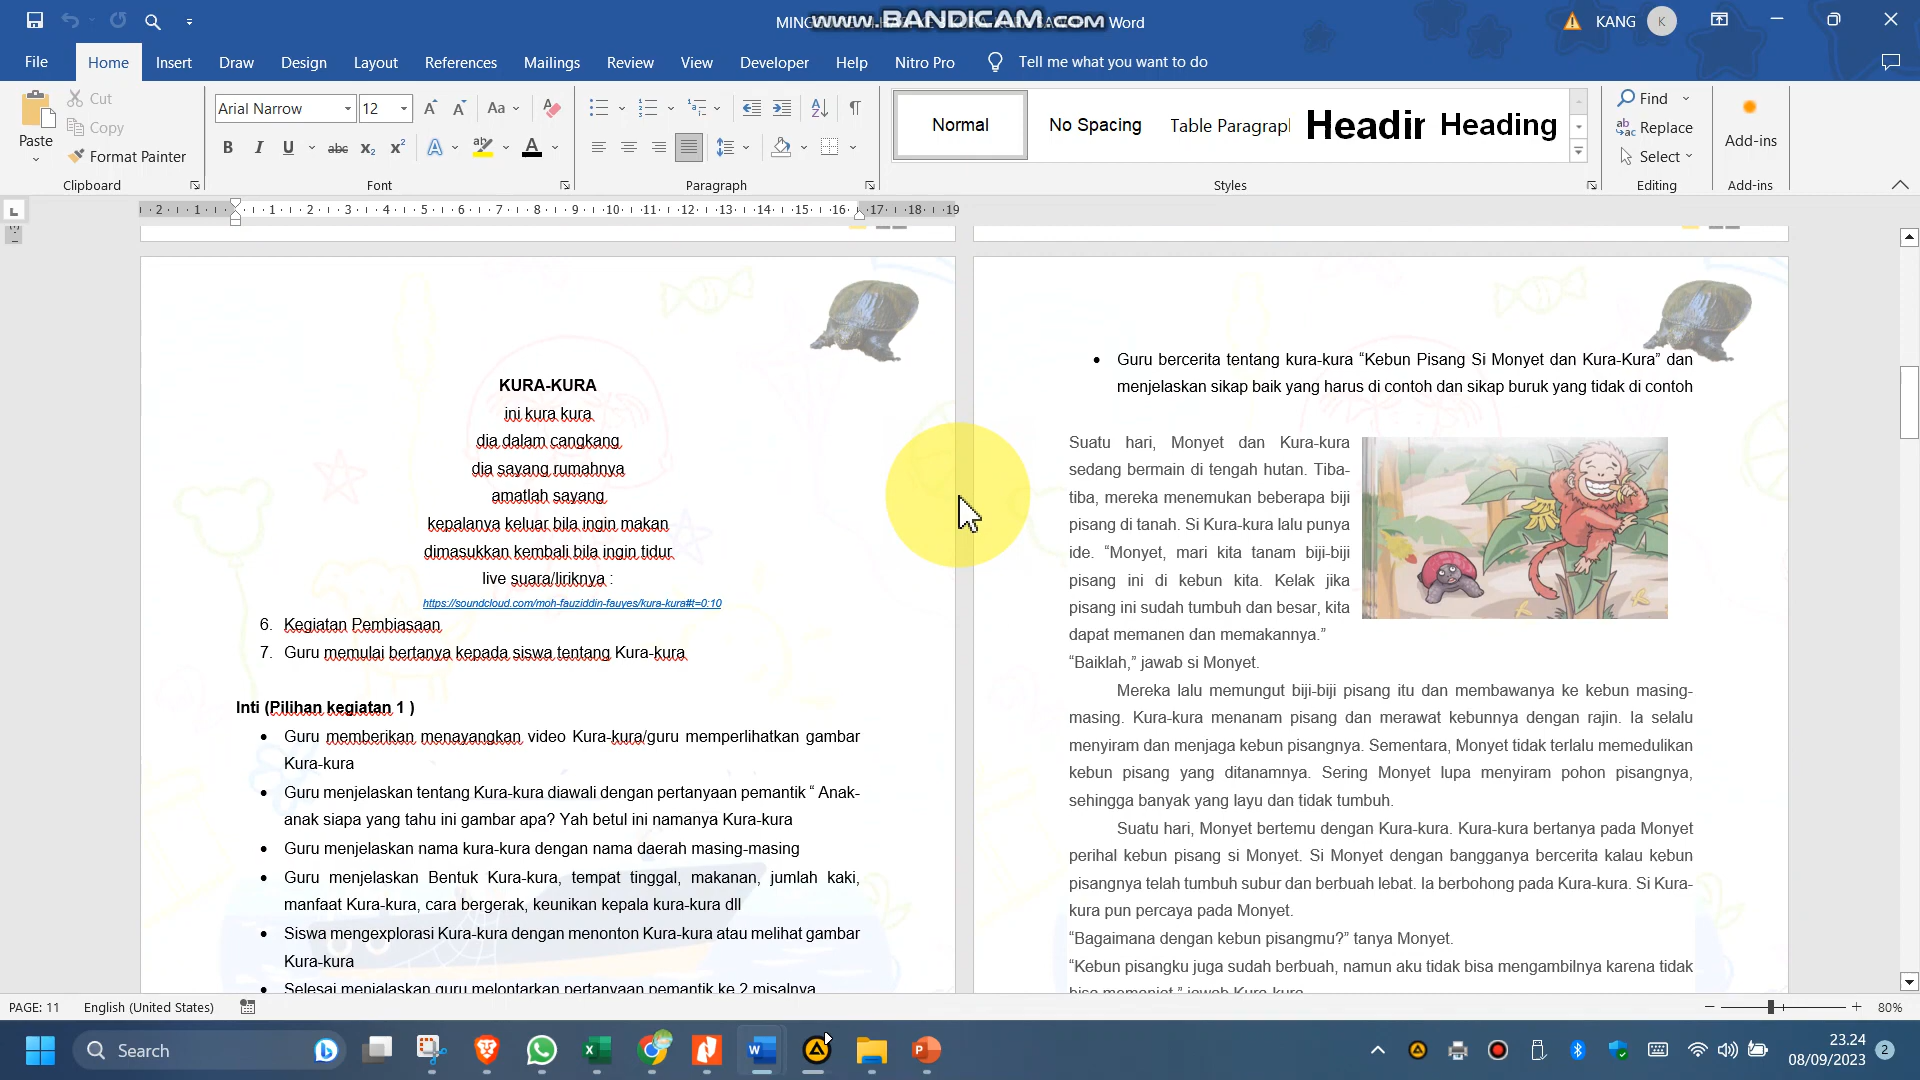 www.BANDICAM.com
MING
Word
KANG
K
File
Home
Insert
Draw
Design
Layout
References
Mailings
Review
View
Developer
Help
Nitro Pro
Tell me what you want to do
Paste
Cut
Copy
Format Painter
Clipboard
Arial Narrow
12
Font
Paragraph
Normal
No Spacing
Table Paragrapl
Headir
Heading
Styles
Find
Replace
Select
Editing
Add-ins
Add-ins
KURA-KURA
ini kura kura
dia dalam cangkang
dia sayang rumahnya
amatlah sayang
kepalanya keluar bila ingin makan
dimasukkan kembali bila ingin tidur
live suara/liriknya :
https://soundcloud.com/moh-fauziddin-fauyes/kura-kura#t=0:10
6. Kegiatan Pembiasaan
7. Guru memulai bertanya kepada siswa tentang Kura-kura
Inti (Pilihan kegiatan 1 )
• Guru memberikan menayangkan video Kura-kura/guru memperlihatkan gambar
Kura-kura
• Guru menjelaskan tentang Kura-kura diawali dengan pertanyaan pemantik “ Anak-
anak siapa yang tahu ini gambar apa? Yah betul ini namanya Kura-kura
• Guru menjelaskan nama kura-kura dengan nama daerah masing-masing
• Guru menjelaskan Bentuk Kura-kura, tempat tinggal, makanan, jumlah kaki,
manfaat Kura-kura, cara bergerak, keunikan kepala kura-kura dll
• Siswa mengexplorasi Kura-kura dengan menonton Kura-kura atau melihat gambar
Kura-kura
• Selesai menjalaskan guru melontarkan pertanyaan pemantik ke 2 misalnya
• Guru bercerita tentang kura-kura “Kebun Pisang Si Monyet dan Kura-Kura” dan
menjelaskan sikap baik yang harus di contoh dan sikap buruk yang tidak di contoh
Suatu hari, Monyet dan Kura-kura
sedang bermain di tengah hutan. Tiba-
tiba, mereka menemukan beberapa biji
pisang di tanah. Si Kura-kura lalu punya
ide. “Monyet, mari kita tanam biji-biji
pisang ini di kebun kita. Kelak jika
pisang ini sudah tumbuh dan besar, kita
dapat memanen dan memakannya.”
“Baiklah,” jawab si Monyet.
Mereka lalu memungut biji-biji pisang itu dan membawanya ke kebun masing-
masing. Kura-kura menanam pisang dan merawat kebunnya dengan rajin. Ia selalu
menyiram dan menjaga kebun pisangnya. Sementara, Monyet tidak terlalu memedulikan
kebun pisang yang ditanamnya. Sering Monyet lupa menyiram pohon pisangnya,
sehingga banyak yang layu dan tidak tumbuh.
Suatu hari, Monyet bertemu dengan Kura-kura. Kura-kura bertanya pada Monyet
perihal kebun pisang si Monyet. Si Monyet dengan bangganya bercerita kalau kebun
pisangnya telah tumbuh subur dan berbuah lebat. Ia berbohong pada Kura-kura. Si Kura-
kura pun percaya pada Monyet.
“Bagaimana dengan kebun pisangmu?” tanya Monyet.
“Kebun pisangku juga sudah berbuah, namun aku tidak bisa mengambilnya karena tidak
bisa memanjat,” jawab Kura-kura.
PAGE: 11
English (United States)
80%
Search
23.24
08/09/2023
2